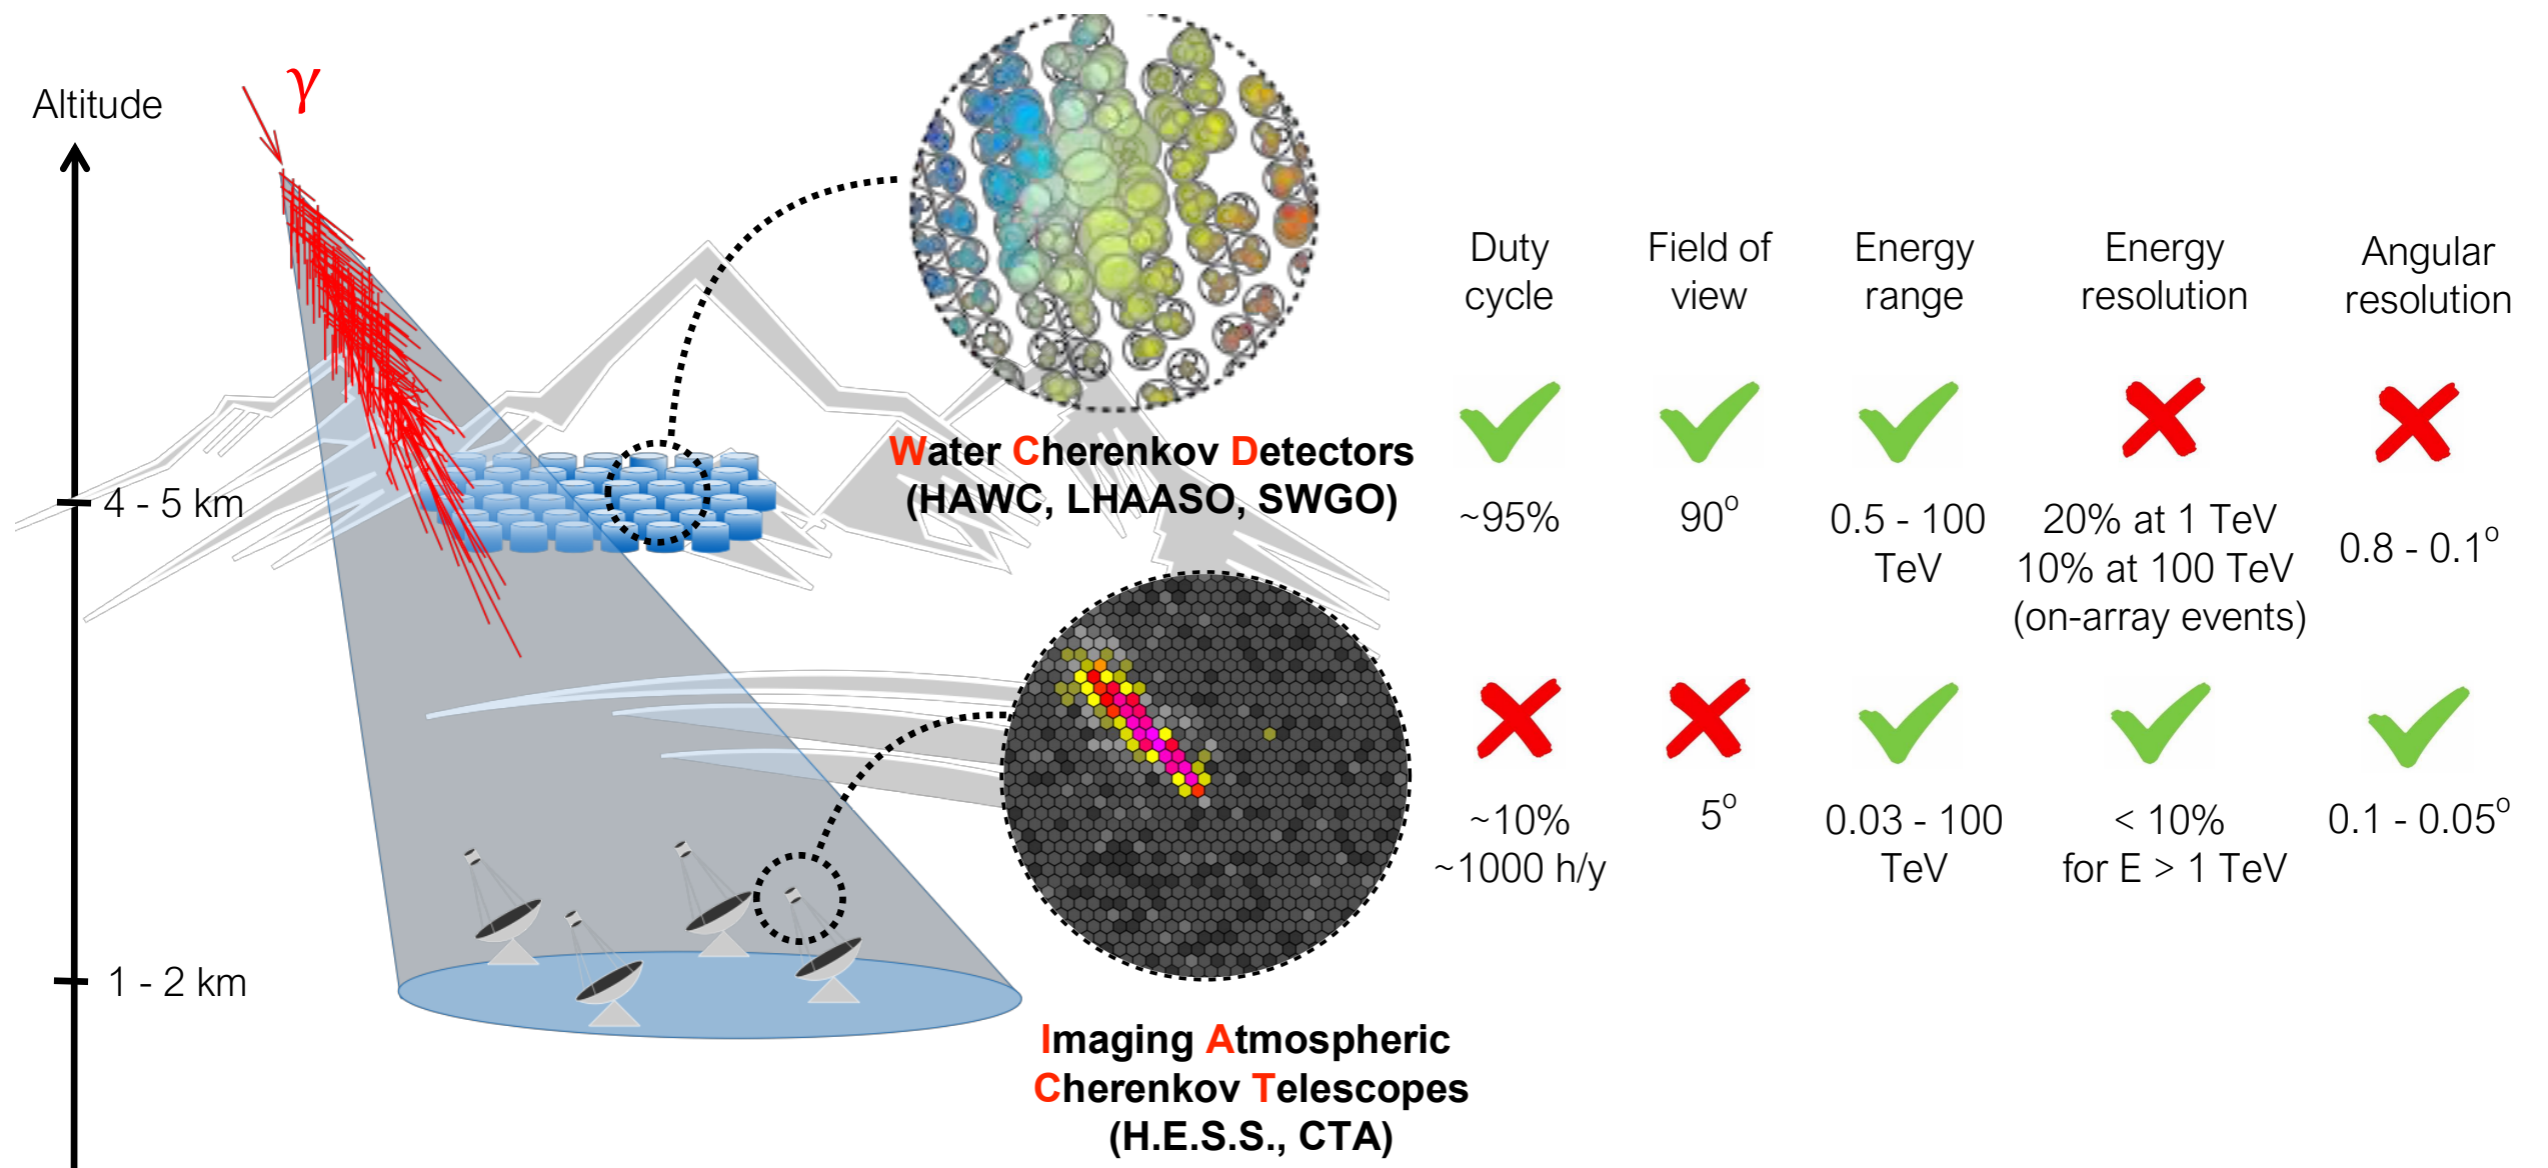 Altitude
γ
4 - 5 km
1 - 2 km
Water Cherenkov Detectors
(HAWC, LHAASO, SWGO)
Imaging Atmospheric
Cherenkov Telescopes
(H.E.S.S., CTA)
Duty
cycle
Field of
view
Energy
range
Energy
resolution
Angular
resolution
~95%
90°
0.5 - 100
TeV
20% at 1 TeV
10% at 100 TeV
(on-array events)
0.8 - 0.1°
~10%
~1000 h/y
5°
0.03 - 100
TeV
< 10%
for E > 1 TeV
0.1 - 0.05°